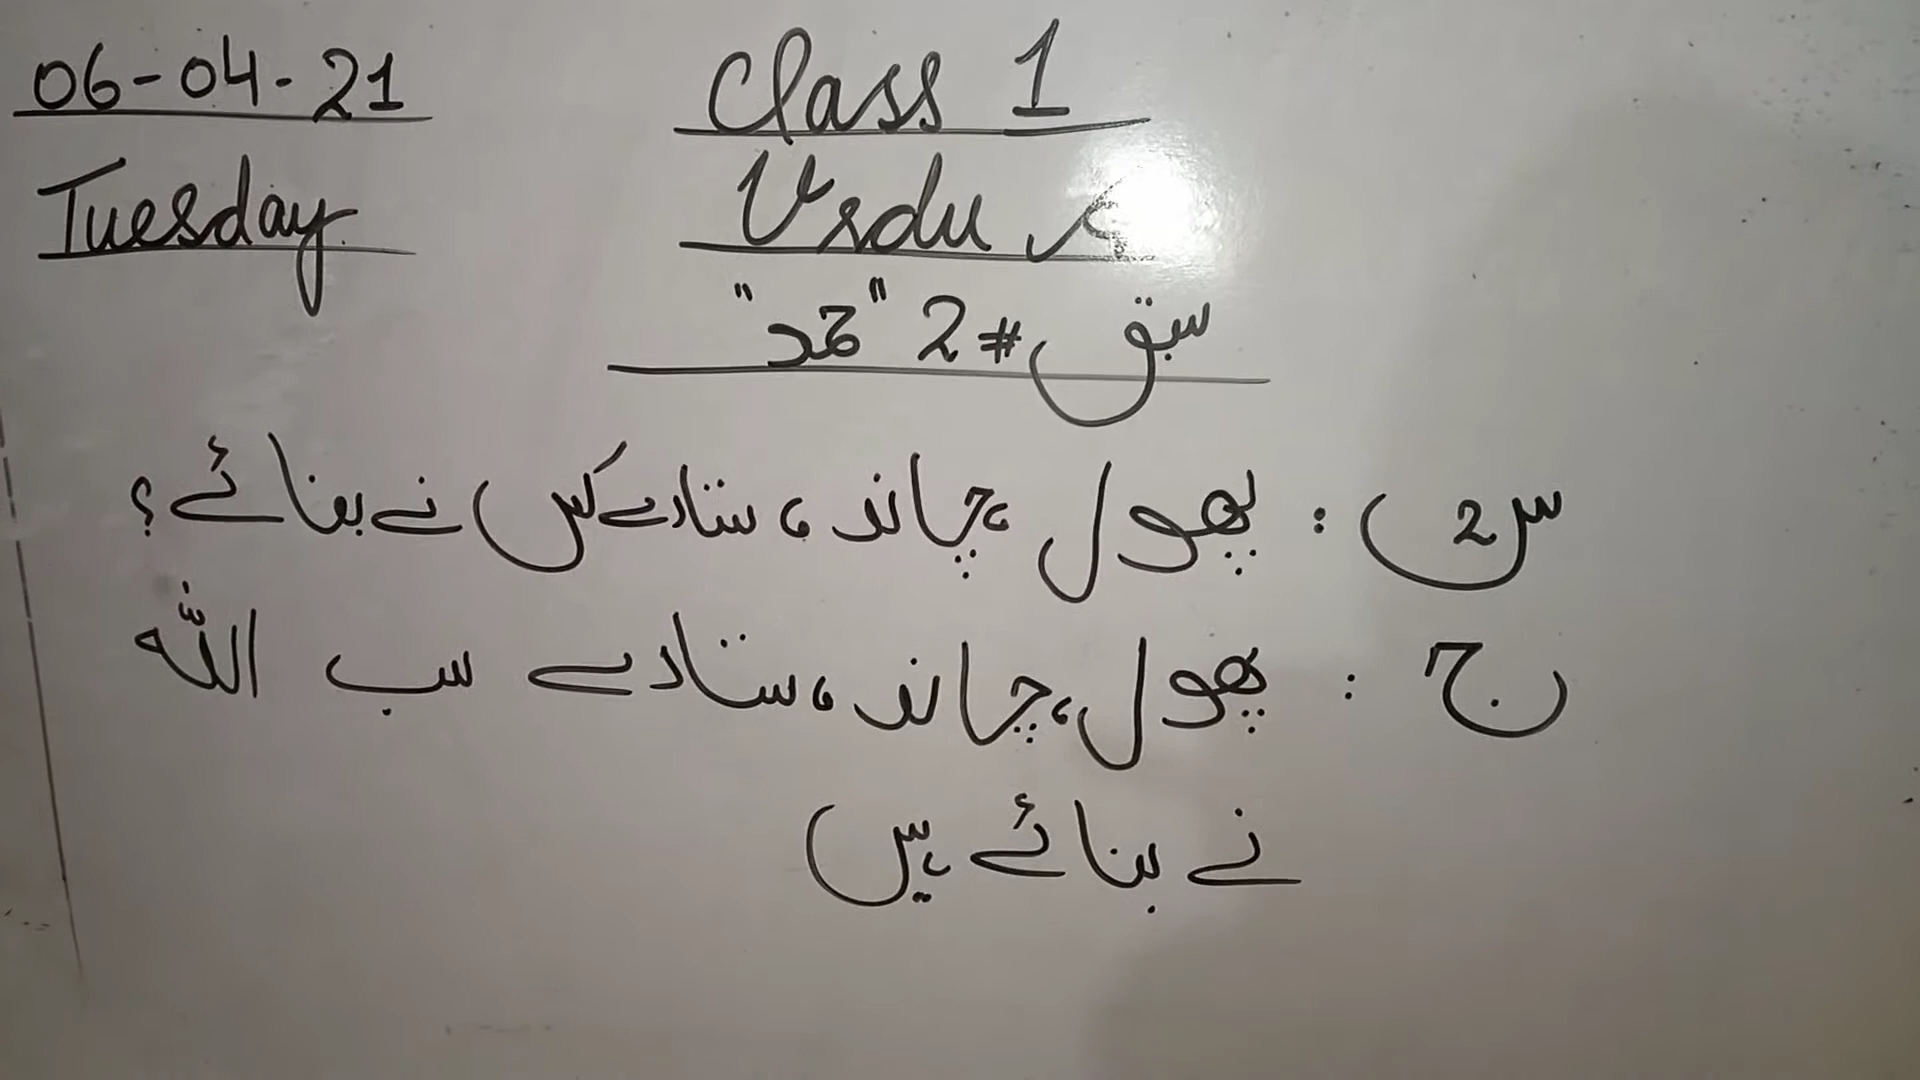 06-04-21
Class 1
Tuesday
Urdu
سبق # 2 "حمد"
س2 : پھول، چاند، ستارے کس نے بنائے؟
ج : پھول، چاند، ستارے سب اللہ
نے بنائے ہیں